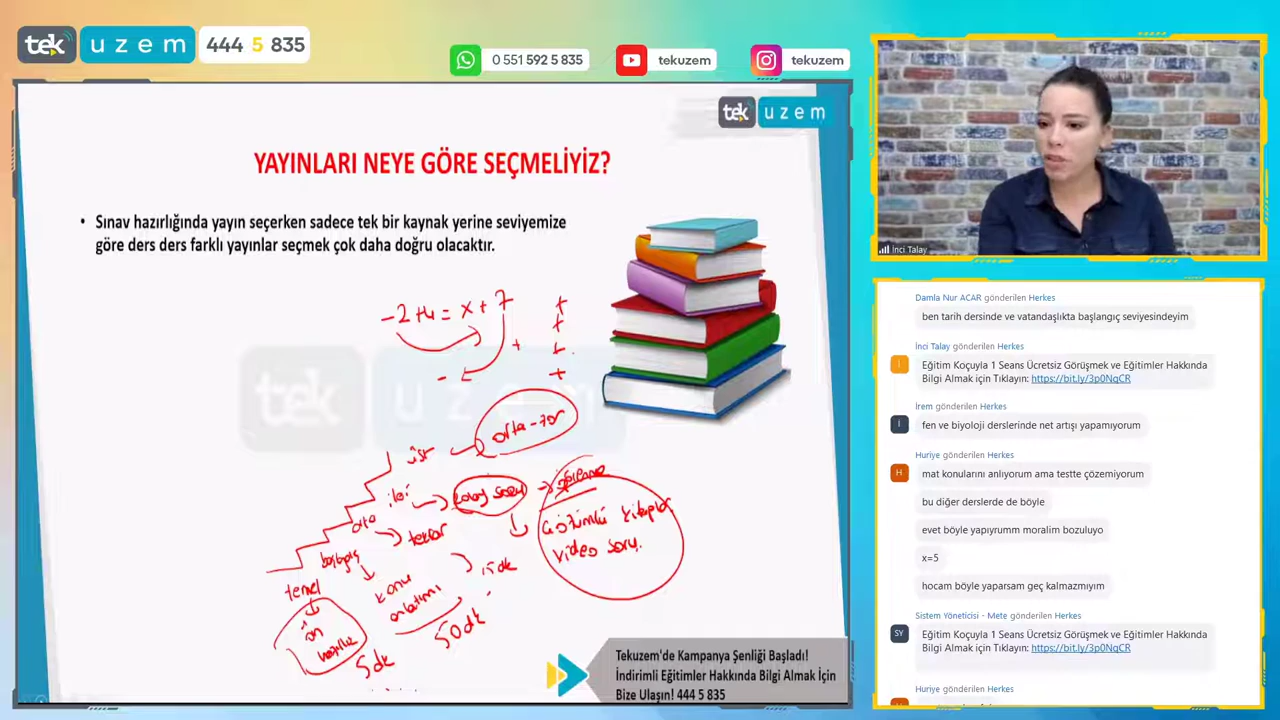 tek uzem 444 5 835
0 551 592 5 835
tekuzem
tekuzem
tek uzem
YAYINLARI NEYE GÖRE SEÇMELİYİZ?
• Sınav hazırlığında yayın seçerken sadece tek bir kaynak yerine seviyemize
göre ders ders farklı yayınlar seçmek çok daha doğru olacaktır.
-2+4=x+7
+
+
+
+
+
-
tek uzem
üst
orta-zor
ileri
kolay soru
orta
tekrar
çözümlü kitaplar
video soru
başlangıç
temel
konu
anlatımı
15dk
ön
hazırlık
50dk
5dk
Tekuzem'de Kampanya Şenliği Başladı!
İndirimli Eğitimler Hakkında Bilgi Almak İçin
Bize Ulaşın! 444 5 835
İnci Talay
Damla Nur ACAR gönderilen Herkes
ben tarih dersinde ve vatandaşlıkta başlangıç seviyesindeyim
İnci Talay gönderilen Herkes
İ
Eğitim Koçuyla 1 Seans Ücretsiz Görüşmek ve Eğitimler Hakkında
Bilgi Almak için Tıklayın: https://bit.ly/3p0NgCR
İrem gönderilen Herkes
İ
fen ve biyoloji derslerinde net artışı yapamıyorum
Huriye gönderilen Herkes
H
mat konularını anlıyorum ama testte çözemiyorum
bu diğer derslerde de böyle
evet böyle yapıyrumm moralim bozuluyo
x=5
hocam böyle yaparsam geç kalmazmıyım
Sistem Yöneticisi - Mete gönderilen Herkes
SY
Eğitim Koçuyla 1 Seans Ücretsiz Görüşmek ve Eğitimler Hakkında
Bilgi Almak için Tıklayın: https://bit.ly/3p0NgCR
Huriye gönderilen Herkes